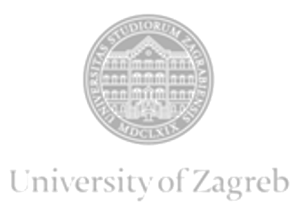 UNIVERSITAS STUDIORUM ZAGRABIENSIS
MDCLXIX
University of Zagreb